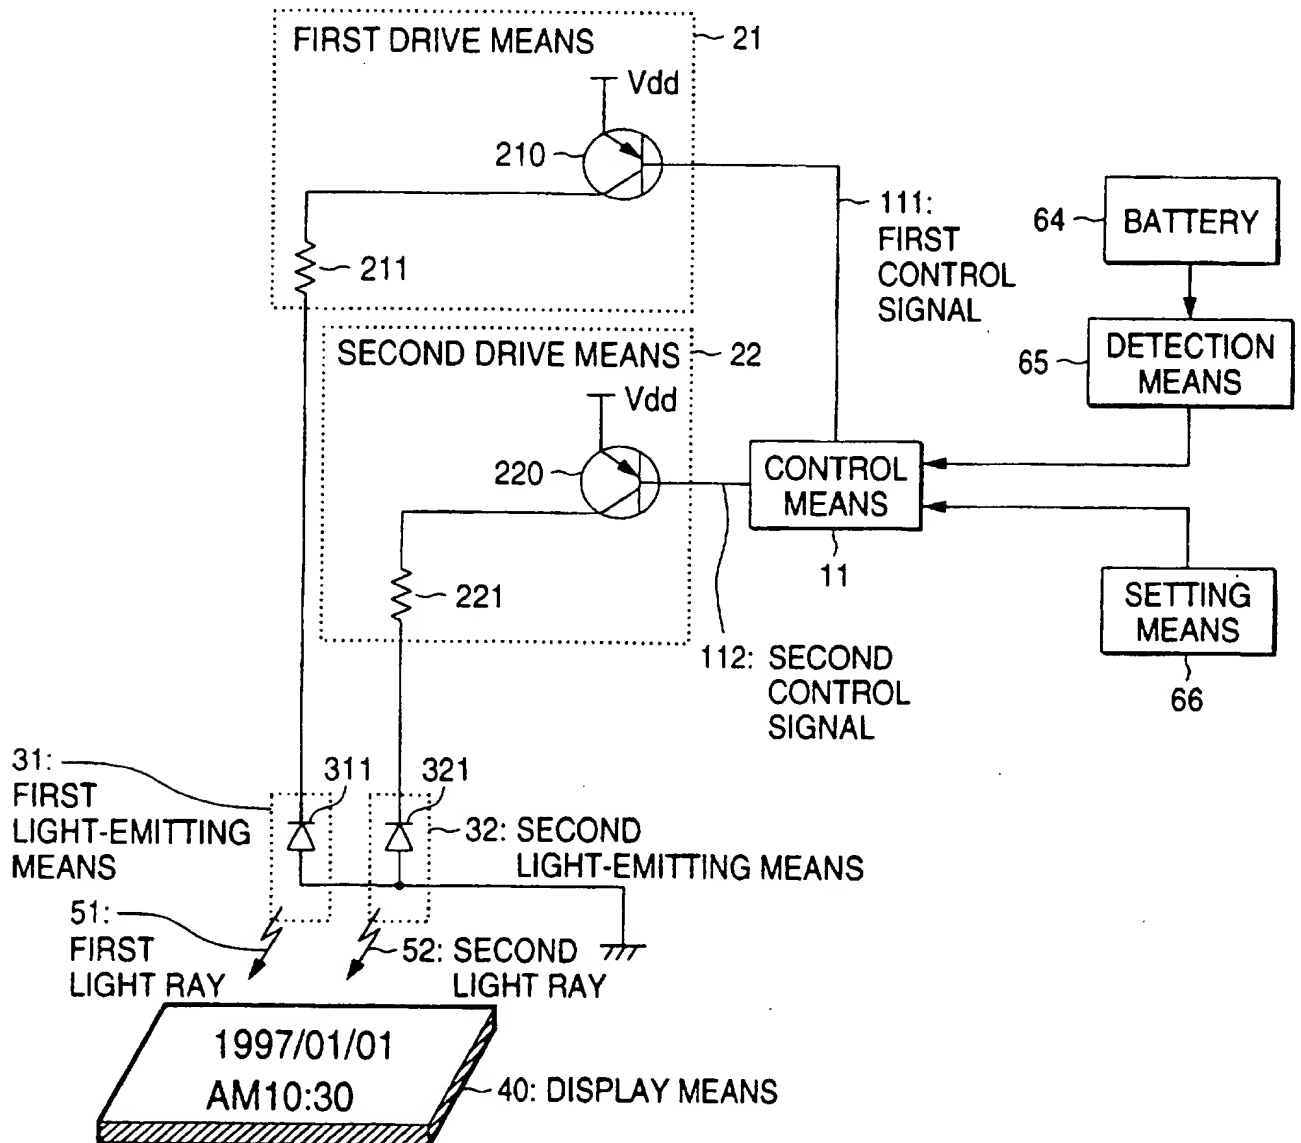 FIRST DRIVE MEANS
21
Vdd
210
211
111:
FIRST
CONTROL
SIGNAL
64
BATTERY
65
DETECTION
MEANS
SECOND DRIVE MEANS
22
Vdd
220
221
CONTROL
MEANS
11
112: SECOND
CONTROL
SIGNAL
SETTING
MEANS
66
31:
FIRST
LIGHT-EMITTING
MEANS
311
321
32: SECOND
LIGHT-EMITTING MEANS
51:
FIRST
LIGHT RAY
52: SECOND
LIGHT RAY
1997/01/01
AM10:30
40: DISPLAY MEANS